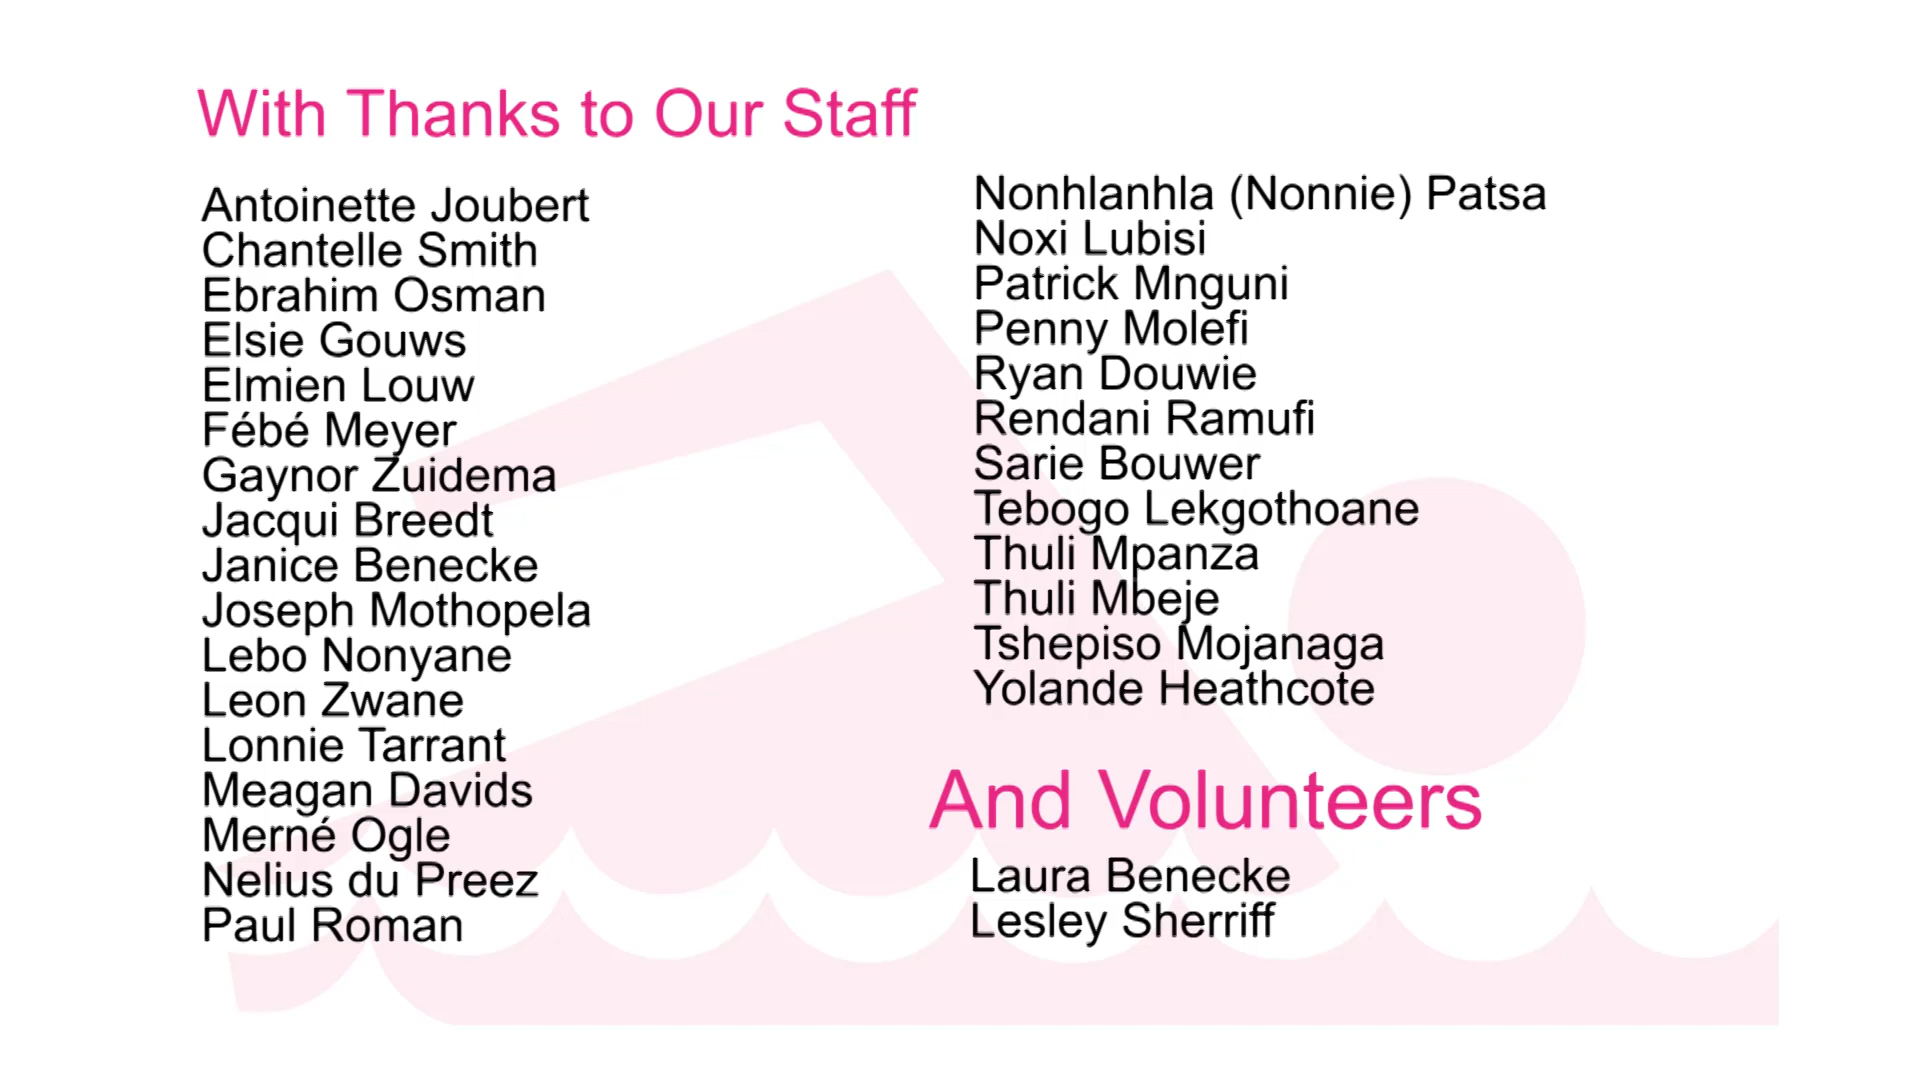 With Thanks to Our Staff
Antoinette Joubert
Chantelle Smith
Ebrahim Osman
Elsie Gouws
Elmien Louw
Fébé Meyer
Gaynor Zuidema
Jacqui Breedt
Janice Benecke
Joseph Mothopela
Lebo Nonyane
Leon Zwane
Lonnie Tarrant
Meagan Davids
Merné Ogle
Nelius du Preez
Paul Roman
Nonhlanhla (Nonnie) Patsa
Noxi Lubisi
Patrick Mnguni
Penny Molefi
Ryan Douwie
Rendani Ramufi
Sarie Bouwer
Tebogo Lekgothoane
Thuli Mpanza
Thuli Mbeje
Tshepiso Mojanaga
Yolande Heathcote
And Volunteers
Laura Benecke
Lesley Sherriff